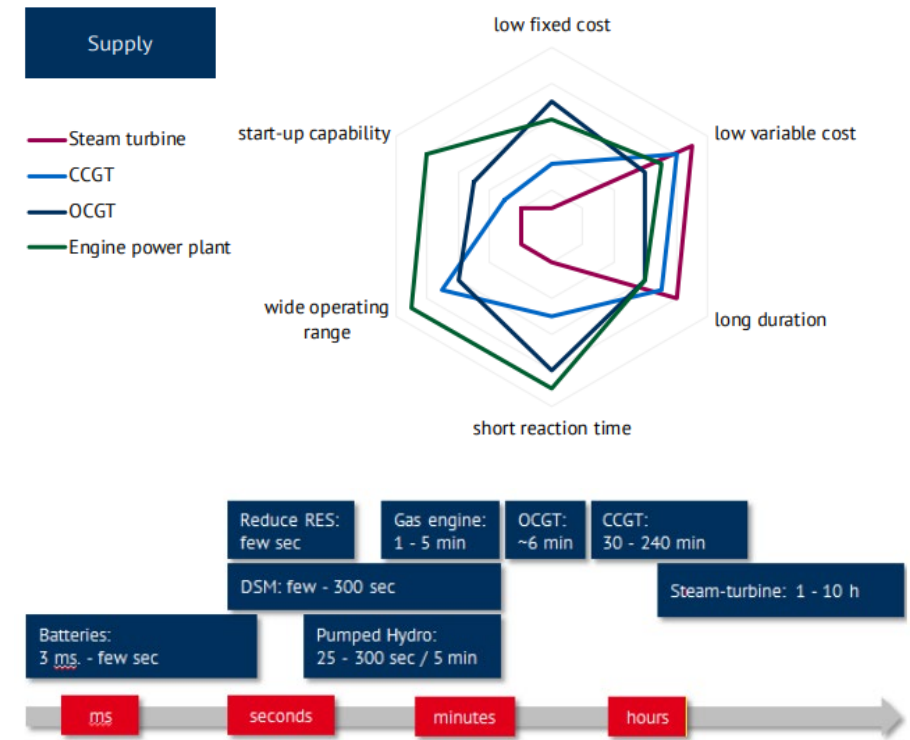 Supply
low fixed cost
Steam turbine
CCGT
OCGT
Engine power plant
start-up capability
low variable cost
wide operating
range
long duration
short reaction time
Reduce RES:
few sec
Gas engine:
1 - 5 min
OCGT:
~6 min
CCGT:
30 - 240 min
DSM: few - 300 sec
Steam-turbine: 1 - 10 h
Batteries:
3 ms. - few sec
Pumped Hydro:
25 - 300 sec / 5 min
ms
seconds
minutes
hours